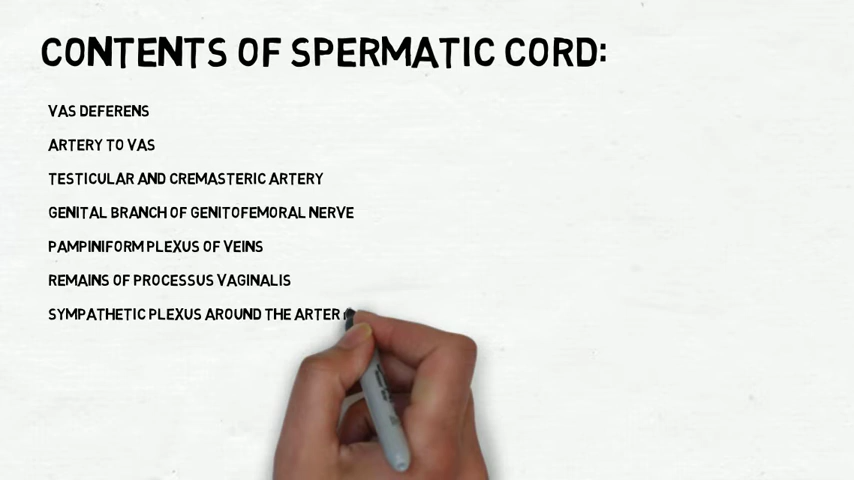 CONTENTS OF SPERMATIC CORD:
VAS DEFERENS
ARTERY TO VAS
TESTICULAR AND CREMASTERIC ARTERY
GENITAL BRANCH OF GENITOFEMORAL NERVE
PAMPINIFORM PLEXUS OF VEINS
REMAINS OF PROCESSUS VAGINALIS
SYMPATHETIC PLEXUS AROUND THE ARTER